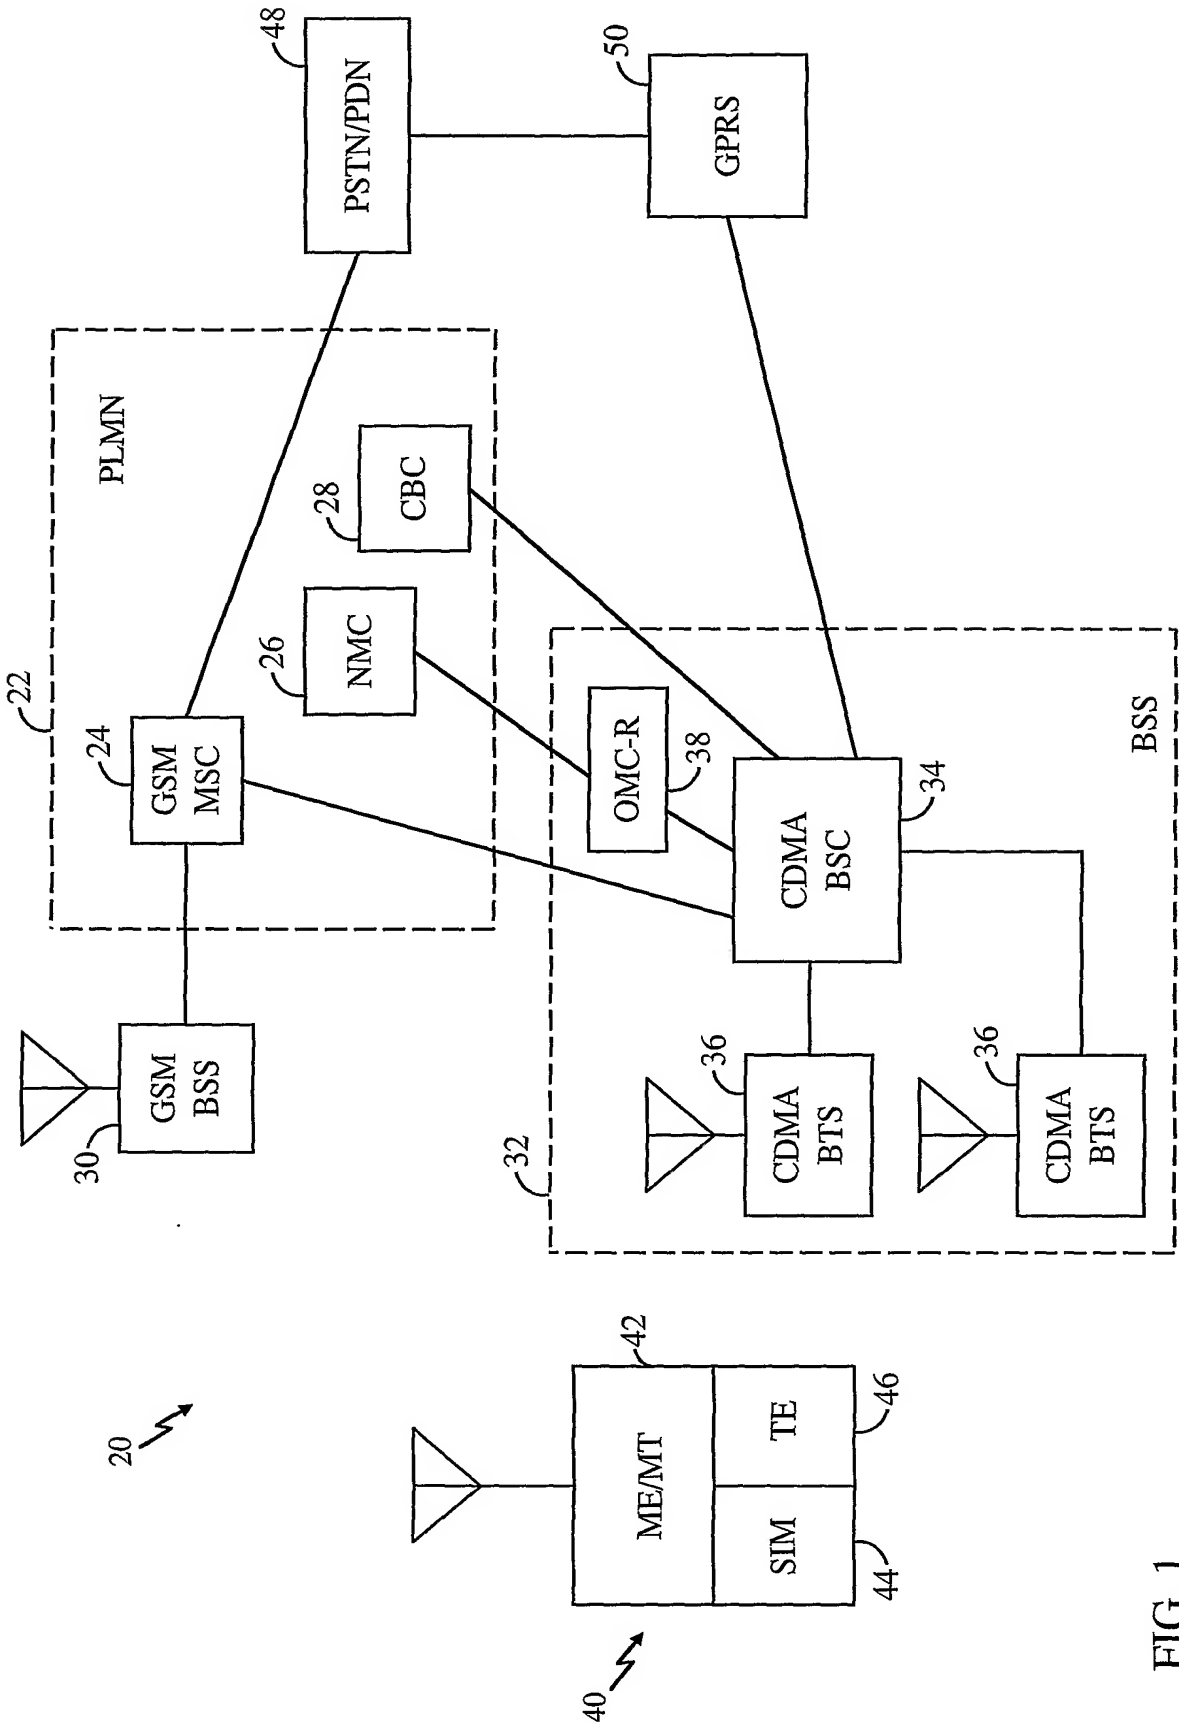 20
30
GSM
BSS
22
24
GSM
MSC
PLMN
26
NMC
28
CBC
48
PSTN/PDN
50
GPRS
40
ME/MT
42
SIM
44
TE
46
32
OMC-R
38
CDMA
BSC
34
36
CDMA
BTS
36
CDMA
BTS
BSS
FIG. 1